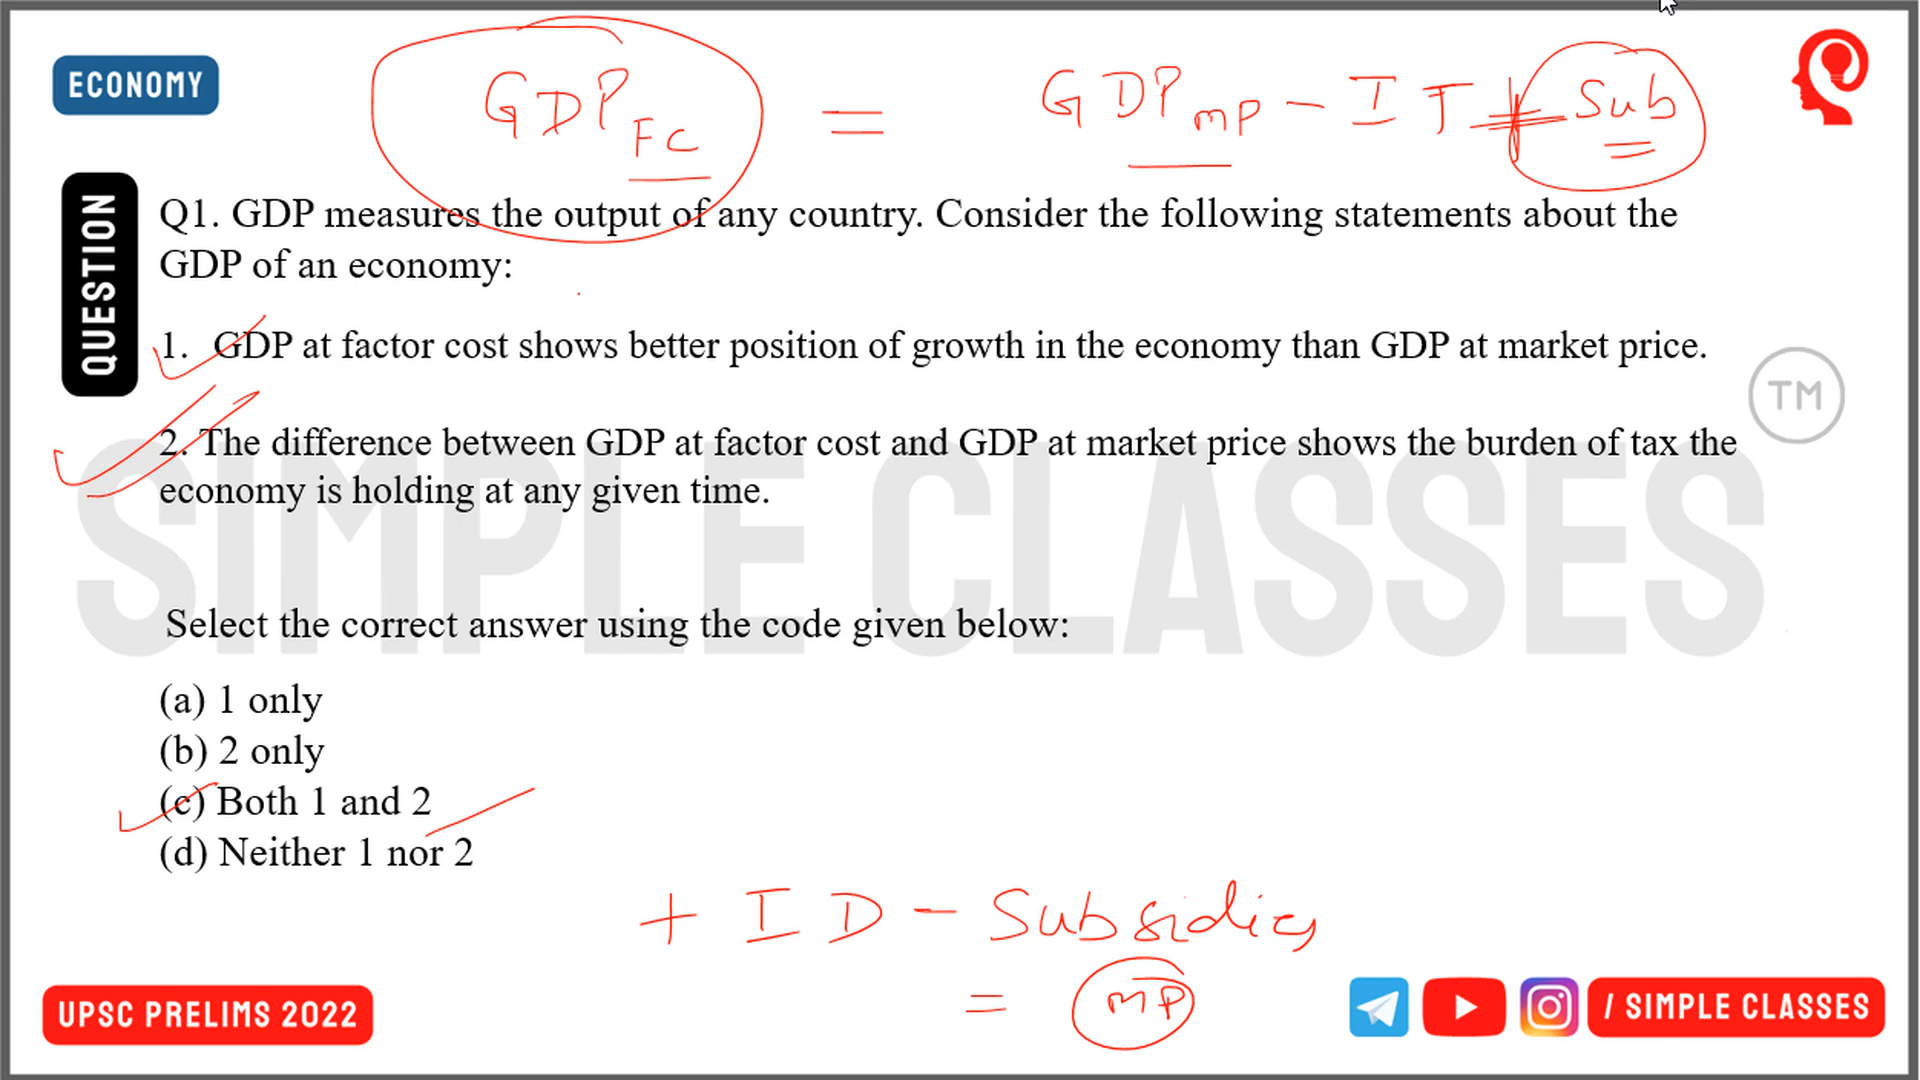 ECONOMY
GDP FC = GDP MP - IT + Sub
QUESTION
Q1. GDP measures the output of any country. Consider the following statements about the
GDP of an economy:
1. GDP at factor cost shows better position of growth in the economy than GDP at market price.
TM
2. The difference between GDP at factor cost and GDP at market price shows the burden of tax the
economy is holding at any given time.
SIMPLE CLASSES
Select the correct answer using the code given below:
(a) 1 only
(b) 2 only
(c) Both 1 and 2
(d) Neither 1 nor 2
+ I D - Subsidies
= MP
UPSC PRELIMS 2022
/ SIMPLE CLASSES